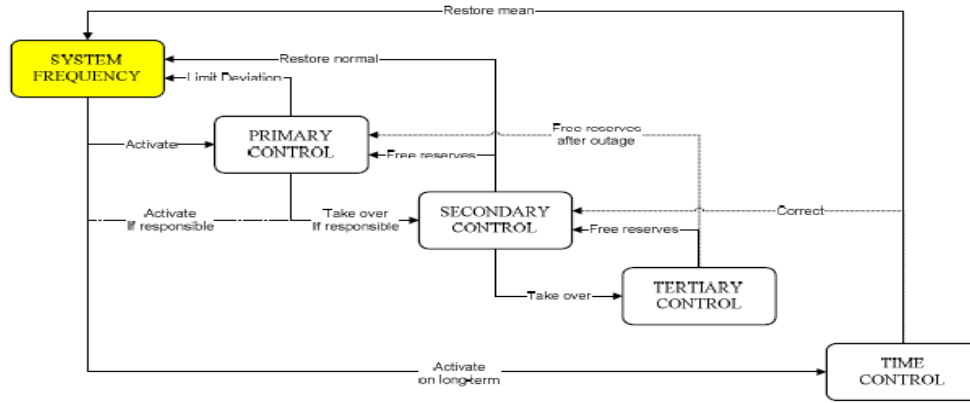 Restore mean
SYSTEM
FREQUENCY
Restore normal
Limit Deviation
PRIMARY
CONTROL
Free reserves
after outage
Activate
Free reserves
SECONDARY
CONTROL
Activate
If responsible
Take over
If responsible
Correct
Free reserves
TERTIARY
CONTROL
Take over
TIME
CONTROL
Activate
on long-term